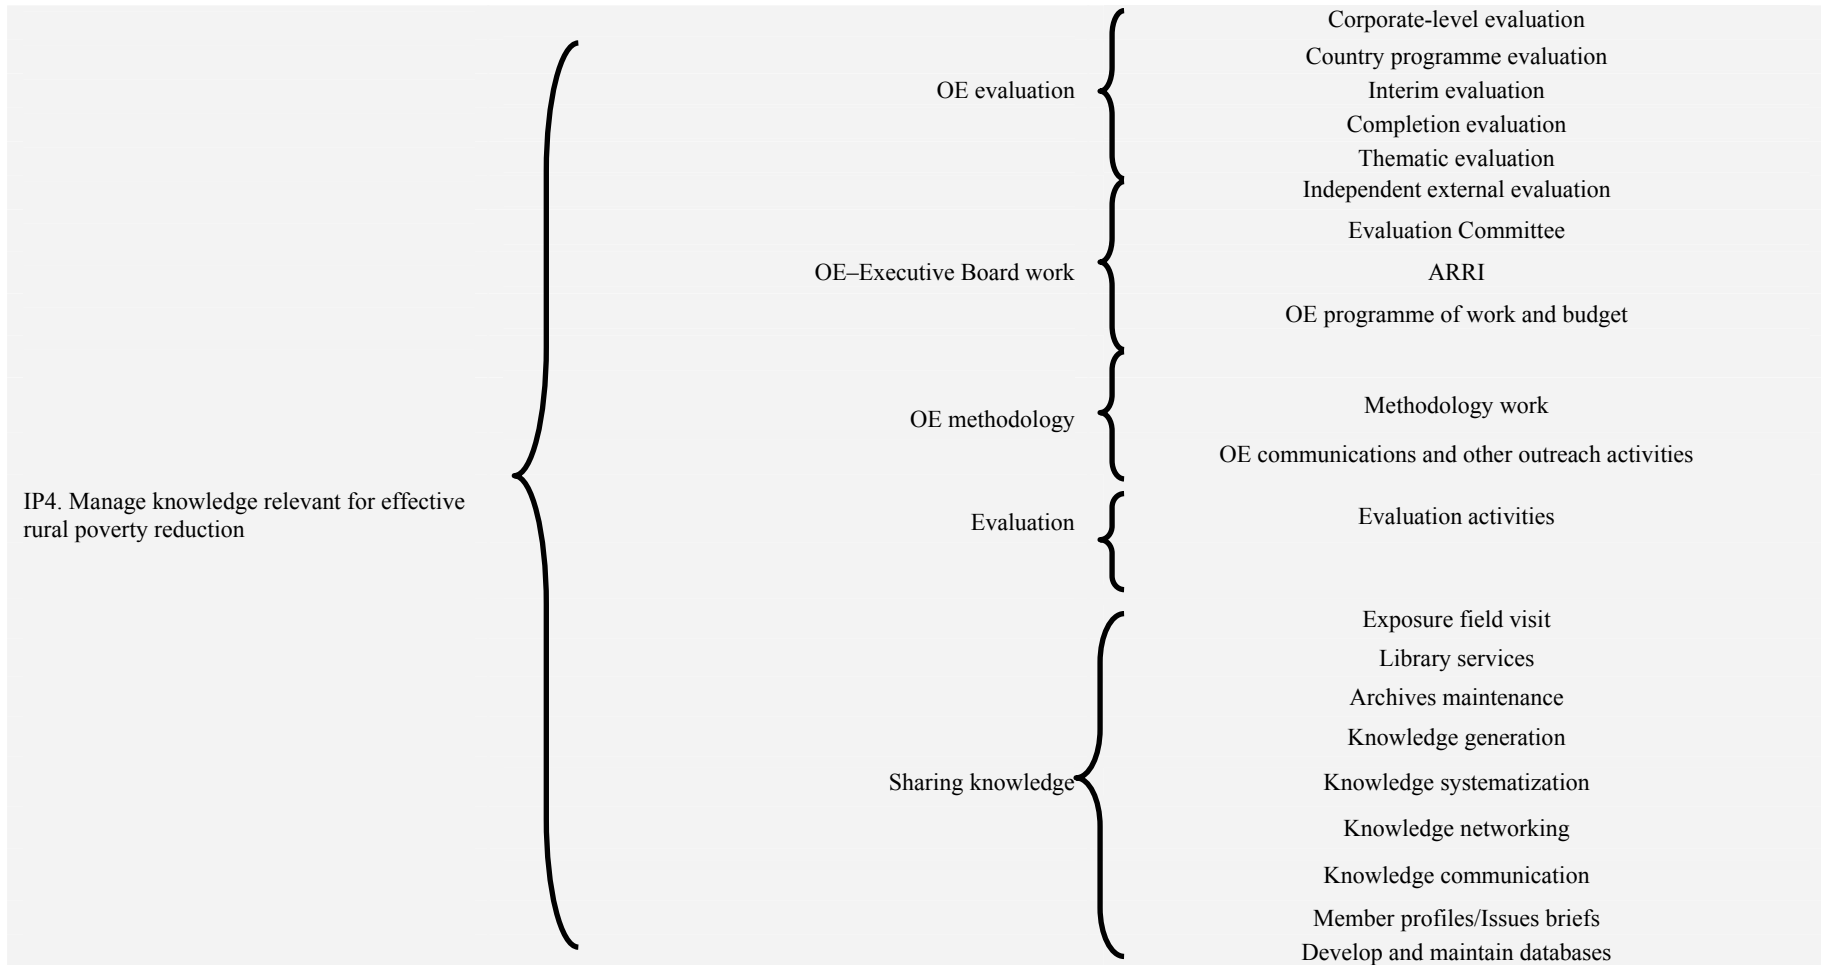 IP4. Manage knowledge relevant for effective
rural poverty reduction
OE evaluation
Corporate-level evaluation
Country programme evaluation
Interim evaluation
Completion evaluation
Thematic evaluation
OE–Executive Board work
Independent external evaluation
Evaluation Committee
ARRI
OE programme of work and budget
OE methodology
Methodology work
OE communications and other outreach activities
Evaluation
Evaluation activities
Sharing knowledge
Exposure field visit
Library services
Archives maintenance
Knowledge generation
Knowledge systematization
Knowledge networking
Knowledge communication
Member profiles/Issues briefs
Develop and maintain databases